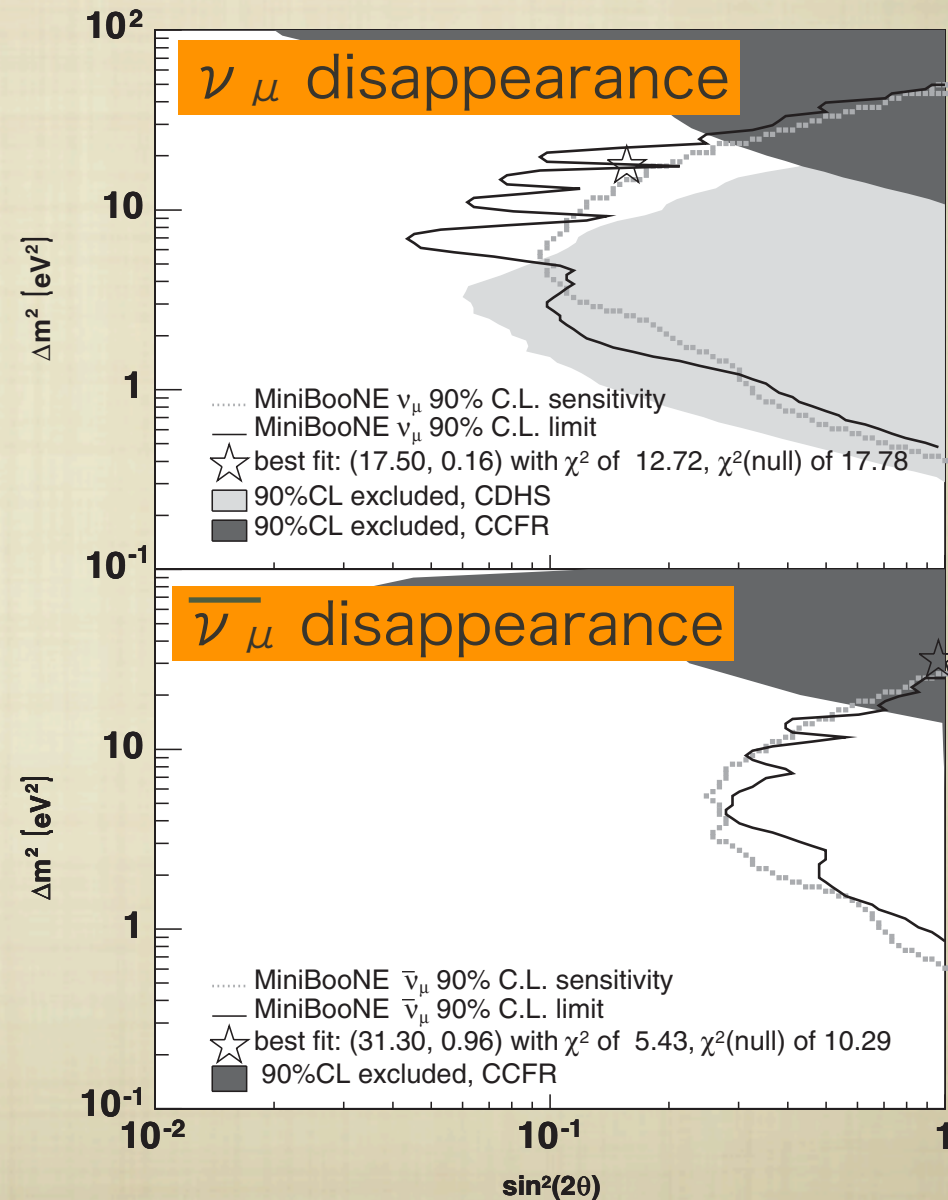 10²
ν μ disappearance
10
Δm² [eV²]
1
MiniBooNE νμ 90% C.L. sensitivity
MiniBooNE νμ 90% C.L. limit
best fit: (17.50, 0.16) with χ² of 12.72, χ²(null) of 17.78
90%CL excluded, CDHS
90%CL excluded, CCFR
10⁻¹
ν̅ μ disappearance
10
Δm² [eV²]
1
MiniBooNE ν̅μ 90% C.L. sensitivity
MiniBooNE ν̅μ 90% C.L. limit
best fit: (31.30, 0.96) with χ² of 5.43, χ²(null) of 10.29
90%CL excluded, CCFR
10⁻¹
10⁻² 10⁻¹ 1
sin²(2θ)